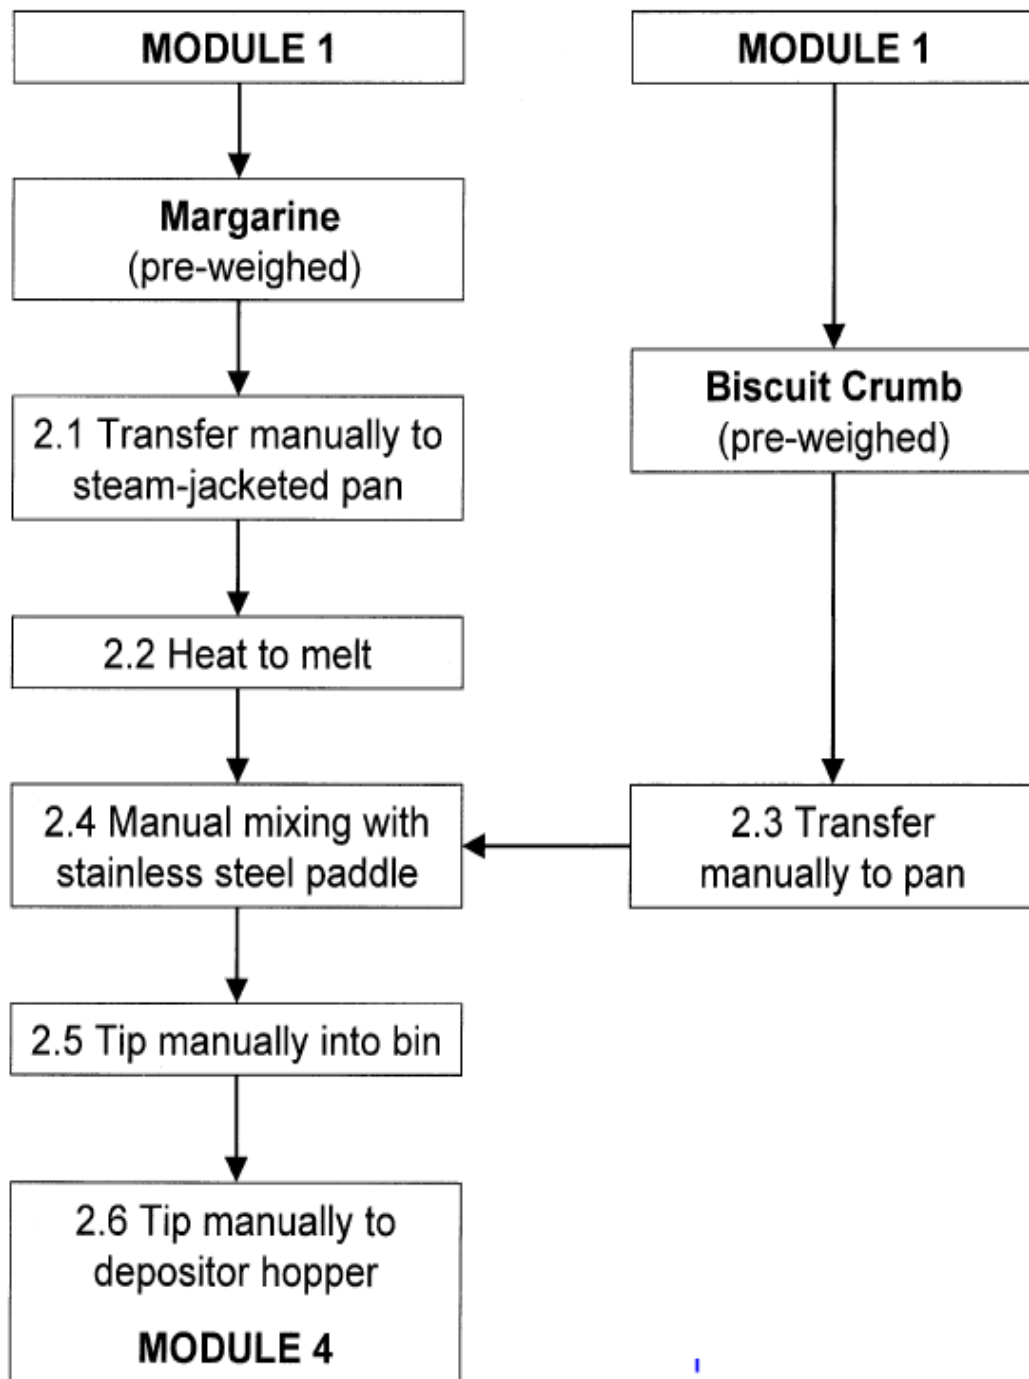 MODULE 1
MODULE 1
Margarine
(pre-weighed)
2.1 Transfer manually to
steam-jacketed pan
Biscuit Crumb
(pre-weighed)
2.2 Heat to melt
2.4 Manual mixing with
stainless steel paddle
2.3 Transfer
manually to pan
2.5 Tip manually into bin
2.6 Tip manually to
depositor hopper
MODULE 4